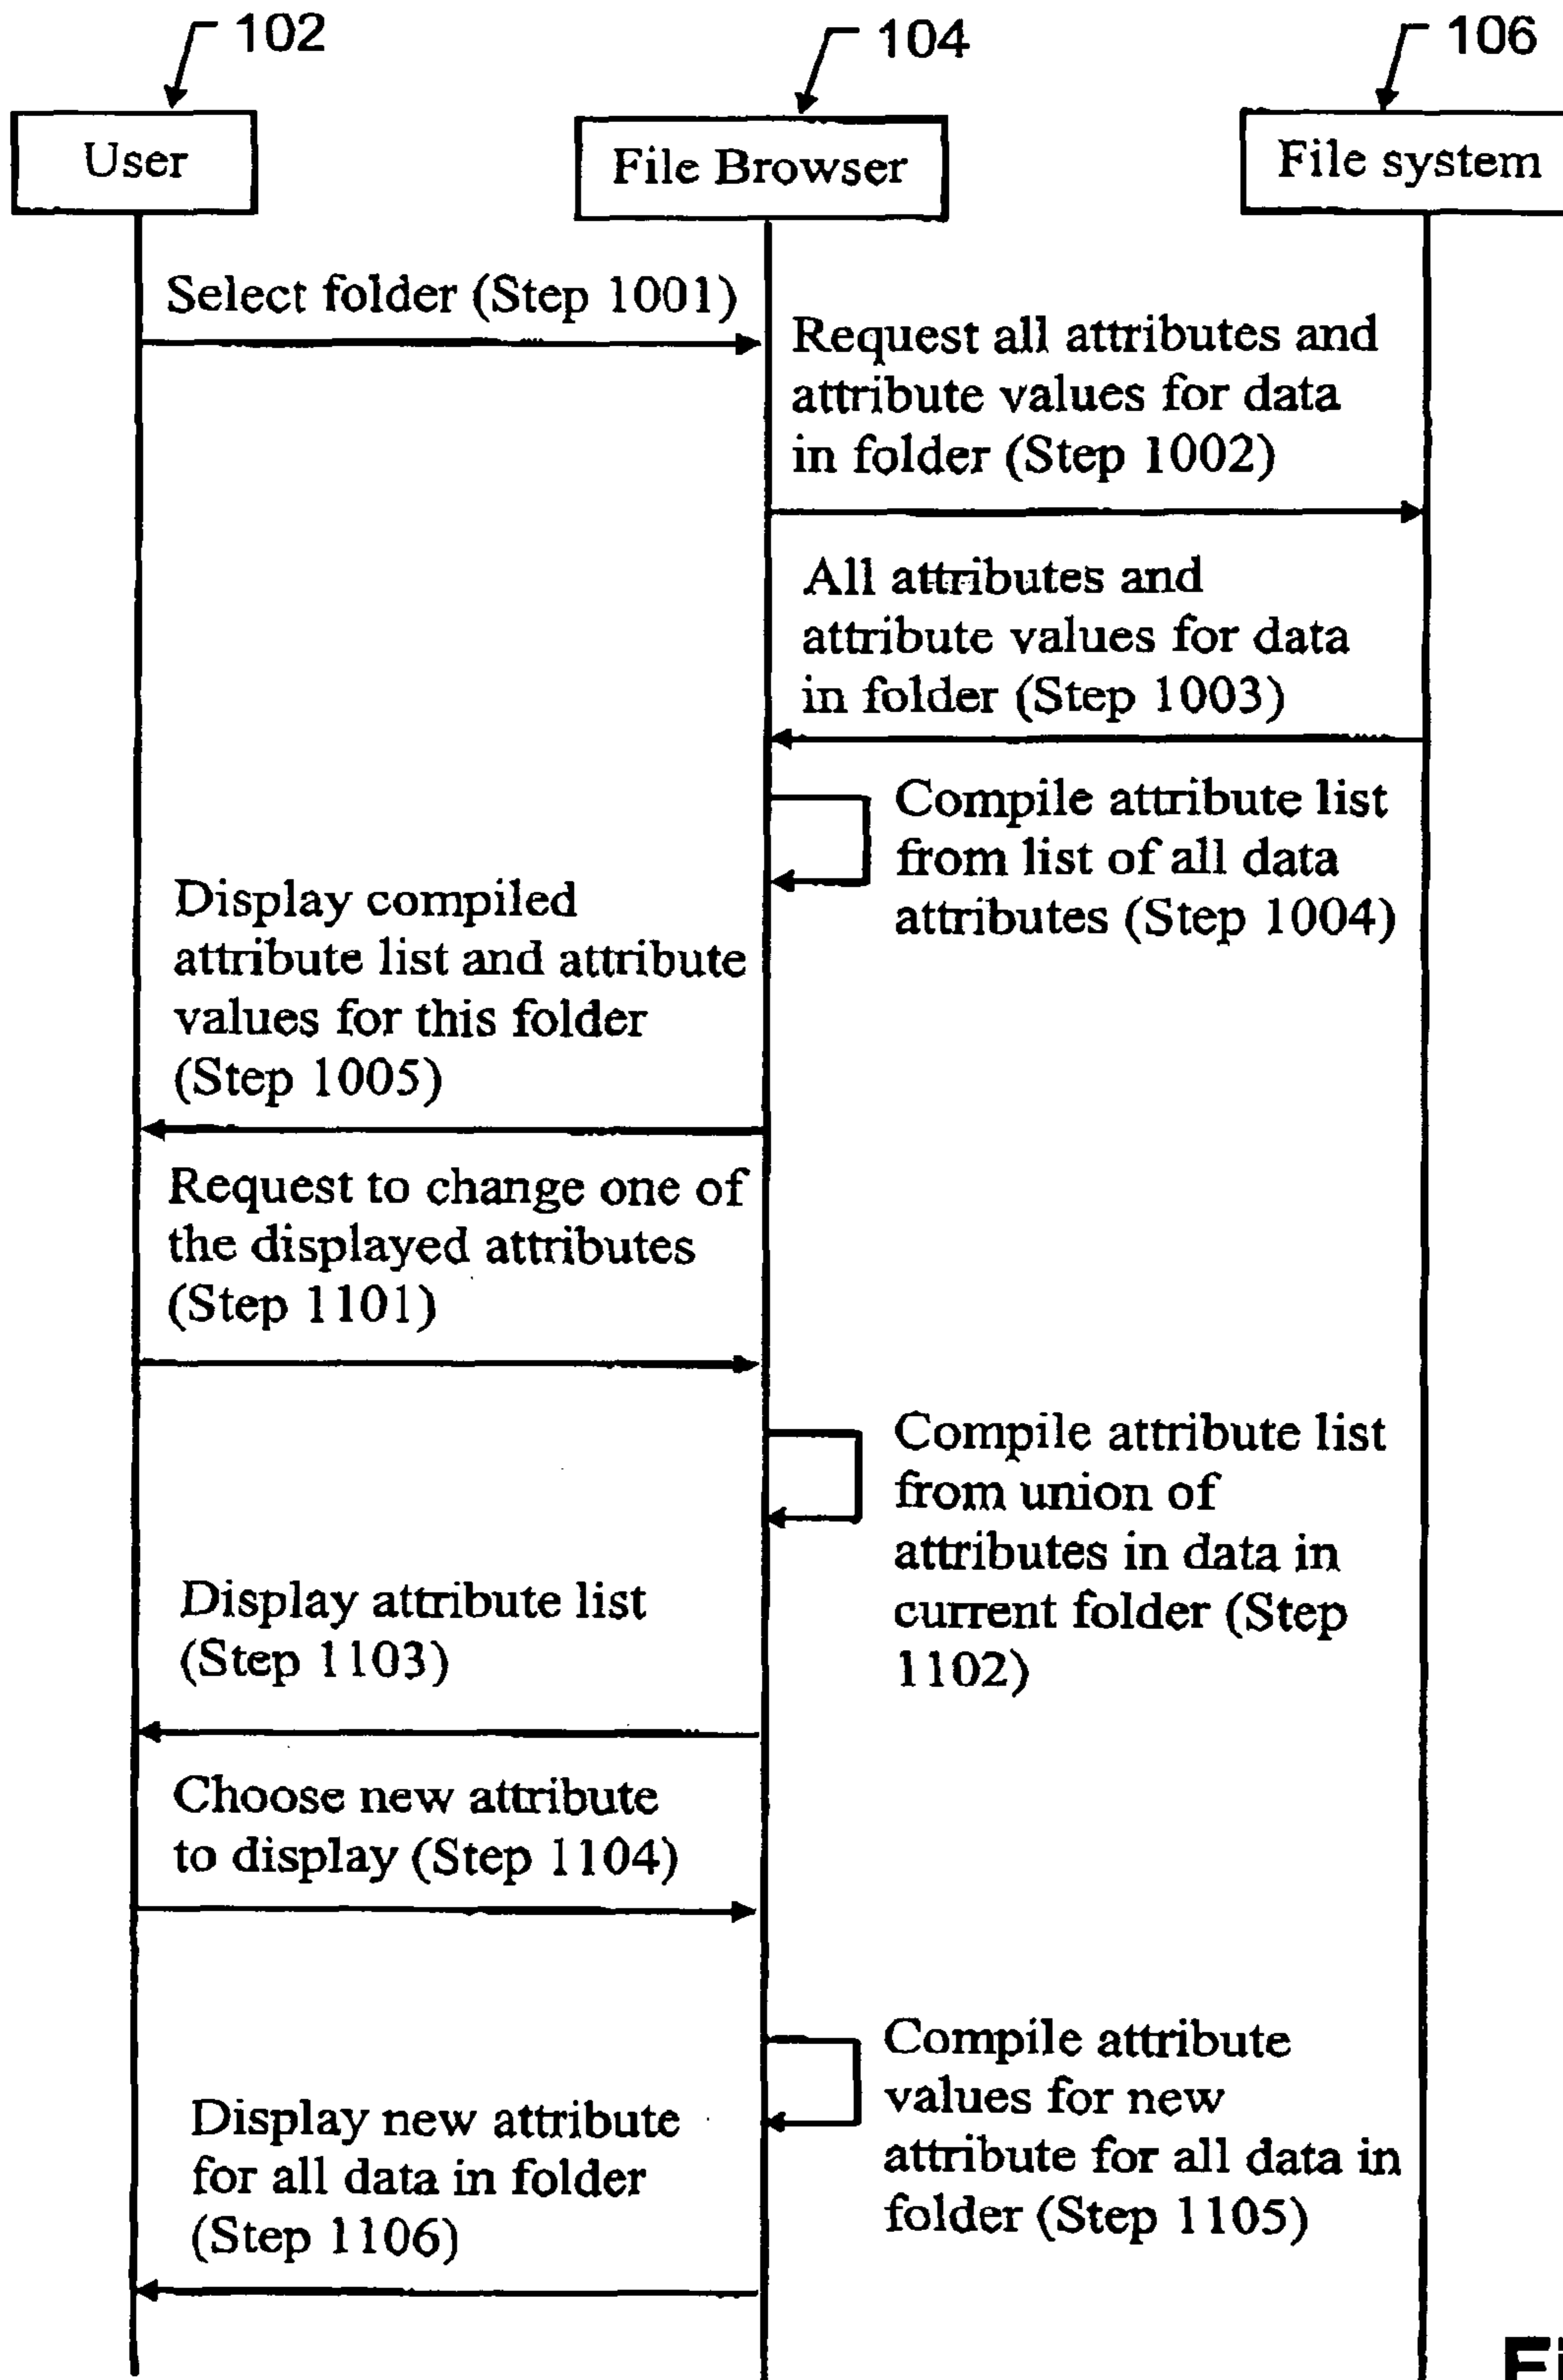 102
104
106
User
File Browser
File system
Select folder (Step 1001)
Request all attributes and
attribute values for data
in folder (Step 1002)
All attributes and
attribute values for data
in folder (Step 1003)
Compile attribute list
from list of all data
attributes (Step 1004)
Display compiled
attribute list and attribute
values for this folder
(Step 1005)
Request to change one of
the displayed attributes
(Step 1101)
Compile attribute list
from union of
attributes in data in
current folder (Step
1102)
Display attribute list
(Step 1103)
Choose new attribute
to display (Step 1104)
Compile attribute
values for new
attribute for all data in
folder (Step 1105)
Display new attribute
for all data in folder
(Step 1106)